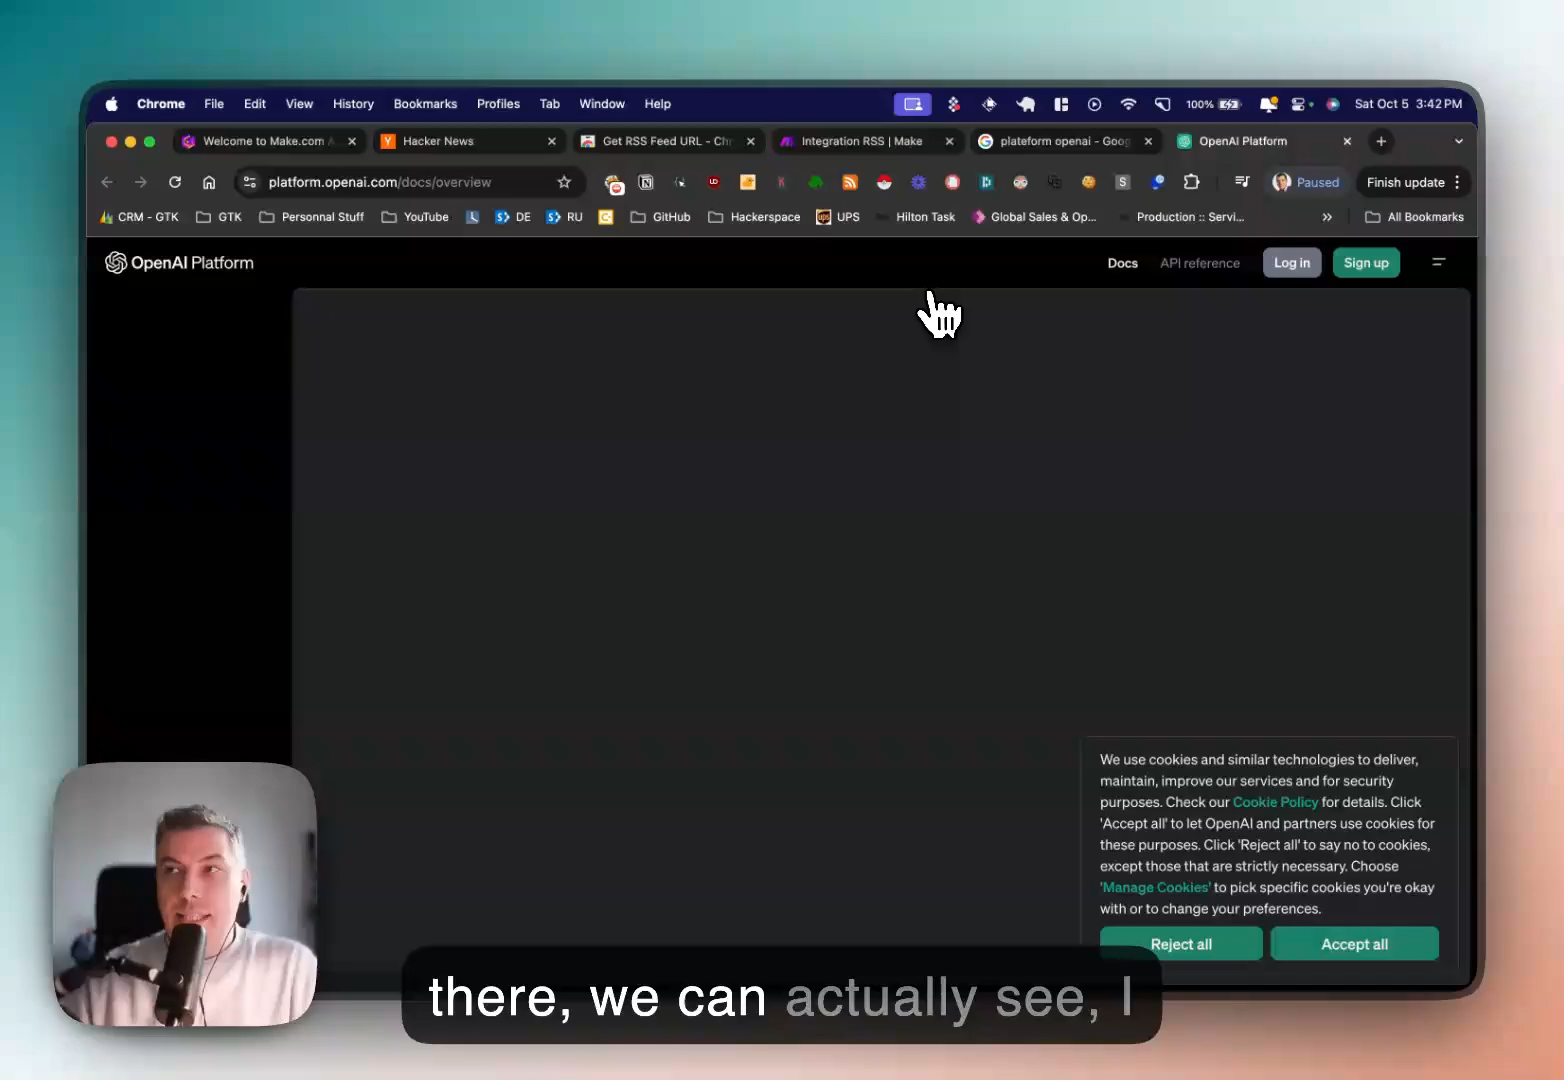 Chrome File Edit View History Bookmarks Profiles Tab Window Help 100% Sat Oct 5 3:42 PM
Welcome to Make.com Hacker News Get RSS Feed URL - Ch Integration RSS | Make plateform openai - Goog OpenAI Platform
platform.openai.com/docs/overview Paused Finish update
CRM - GTK GTK Personnal Stuff YouTube DE RU GitHub Hackerspace UPS Hilton Task Global Sales & Op... Production :: Servi... All Bookmarks
OpenAI Platform Docs API reference Log in Sign up
We use cookies and similar technologies to deliver,
maintain, improve our services and for security
purposes. Check our Cookie Policy for details. Click
'Accept all' to let OpenAI and partners use cookies for
these purposes. Click 'Reject all' to say no to cookies,
except those that are strictly necessary. Choose
'Manage Cookies' to pick specific cookies you're okay
with or to change your preferences.
Reject all Accept all
there, we can actually see, I